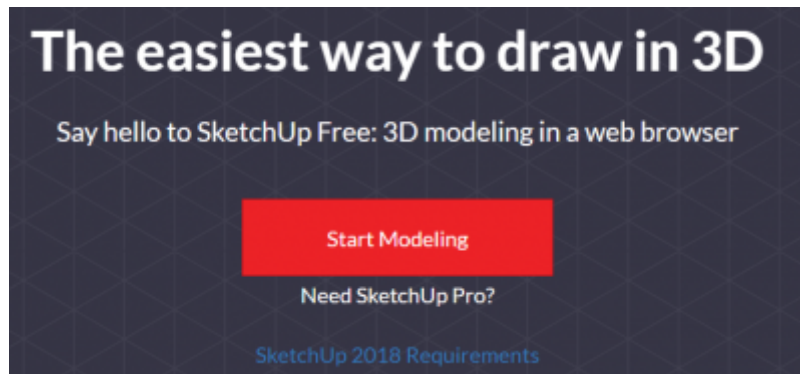 The easiest way to draw in 3D
Say hello to SketchUp Free: 3D modeling in a web browser
Start Modeling
Need SketchUp Pro?
SketchUp 2018 Requirements